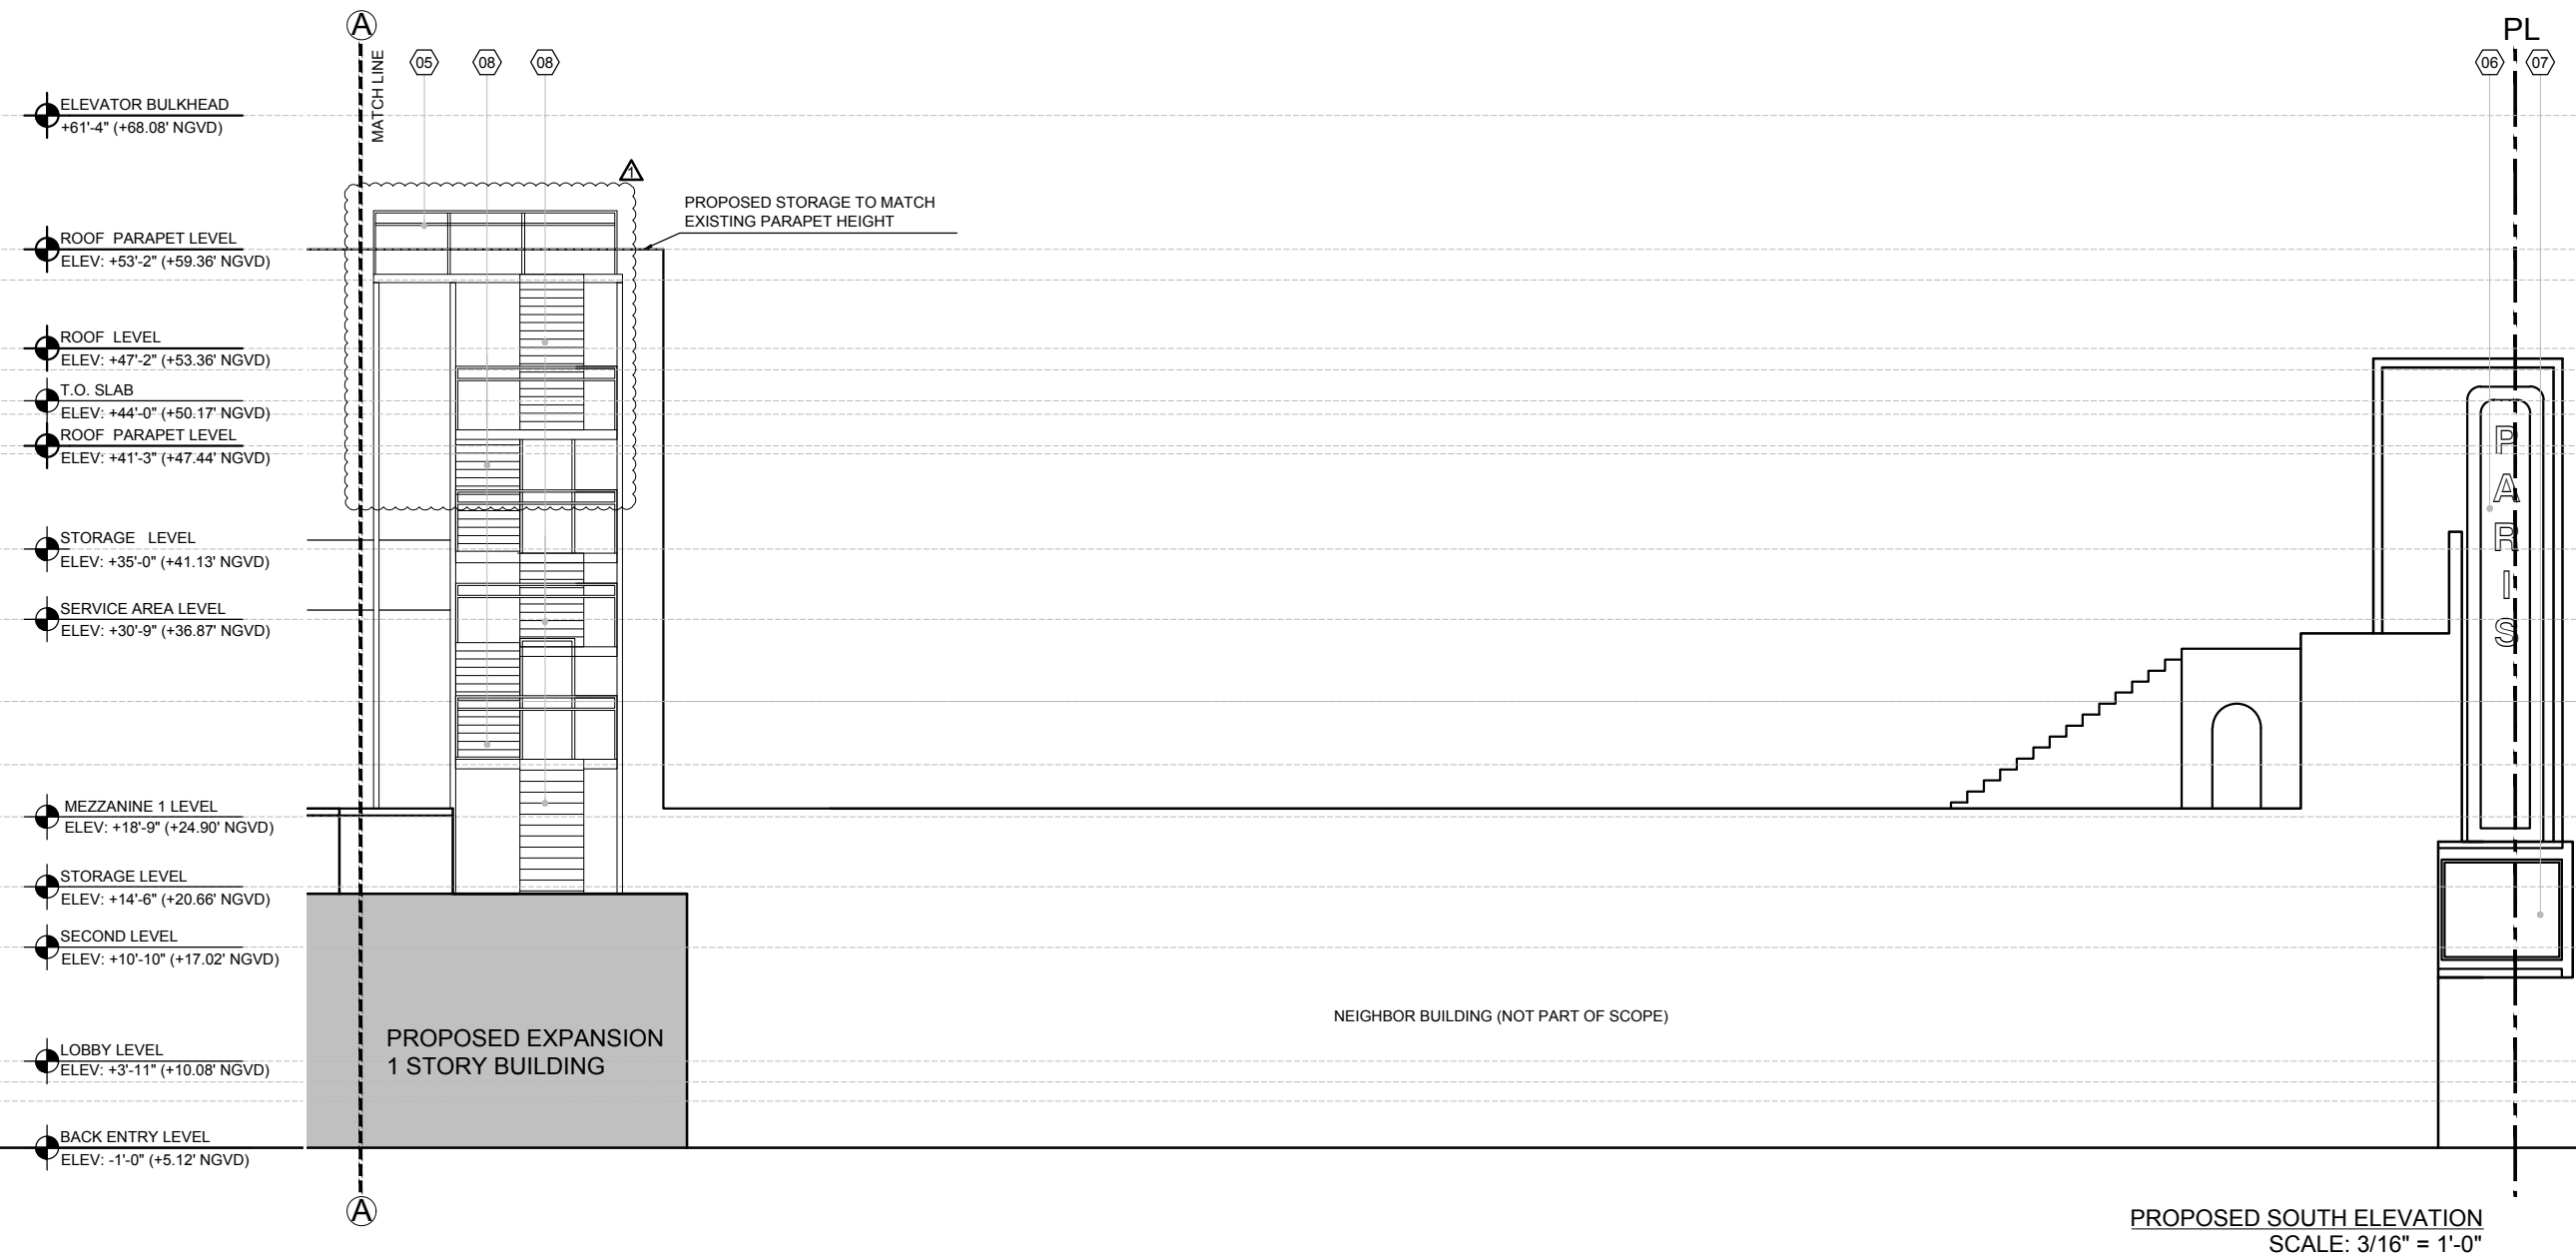 A
PL
MATCH LINE
05
08
08
06
07
ELEVATOR BULKHEAD
+61'-4" (+68.08' NGVD)
1
PROPOSED STORAGE TO MATCH
EXISTING PARAPET HEIGHT
ROOF PARAPET LEVEL
ELEV: +53'-2" (+59.36' NGVD)
ROOF LEVEL
ELEV: +47'-2" (+53.36' NGVD)
T.O. SLAB
ELEV: +44'-0" (+50.17' NGVD)
ROOF PARAPET LEVEL
ELEV: +41'-3" (+47.44' NGVD)
PARIS
STORAGE LEVEL
ELEV: +35'-0" (+41.13' NGVD)
SERVICE AREA LEVEL
ELEV: +30'-9" (+36.87' NGVD)
MEZZANINE 1 LEVEL
ELEV: +18'-9" (+24.90' NGVD)
STORAGE LEVEL
ELEV: +14'-6" (+20.66' NGVD)
SECOND LEVEL
ELEV: +10'-10" (+17.02' NGVD)
NEIGHBOR BUILDING (NOT PART OF SCOPE)
PROPOSED EXPANSION
1 STORY BUILDING
LOBBY LEVEL
ELEV: +3'-11" (+10.08' NGVD)
BACK ENTRY LEVEL
ELEV: -1'-0" (+5.12' NGVD)
A
PROPOSED SOUTH ELEVATION
SCALE: 3/16" = 1'-0"